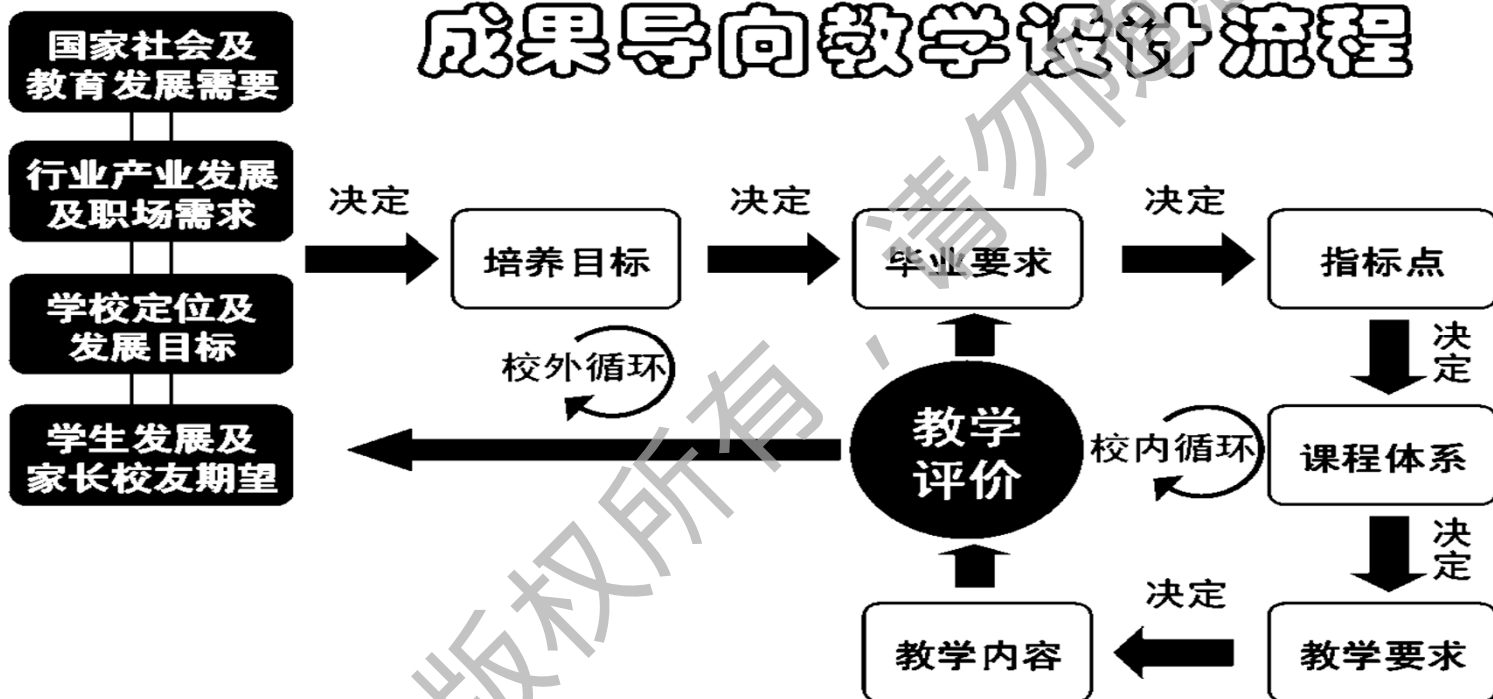 成果导向教学设计流程
国家社会及
教育发展需要
行业产业发展
及职场需求
学校定位及
发展目标
学生发展及
家长校友期望
决定
培养目标
决定
毕业要求
决定
指标点
决定
课程体系
决定
教学要求
决定
教学内容
教学
评价
校外循环
校内循环
版权所有，请勿随